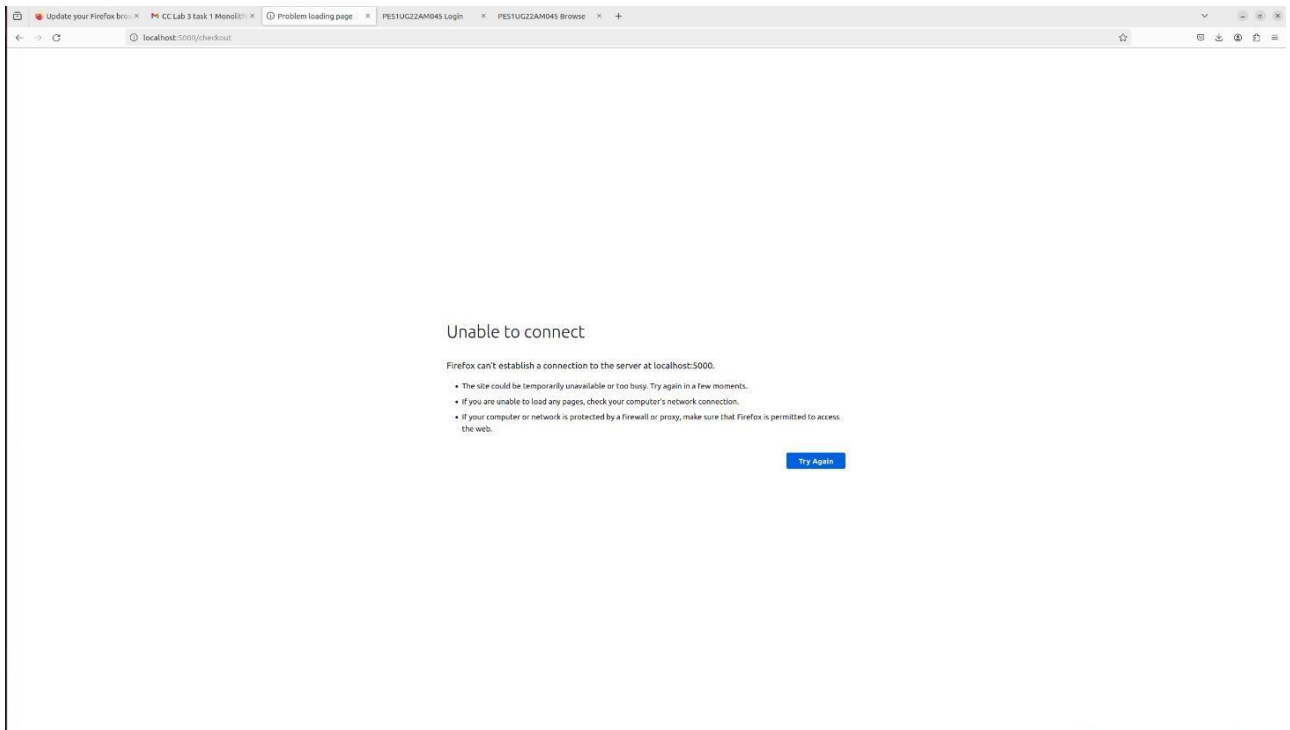 Update your Firefox brow
CC Lab 3 task 1 Monolith
Problem loading page
PES1UG22AM045 Login
PES1UG22AM045 Browse
localhost:5000/checkout
Unable to connect
Firefox can't establish a connection to the server at localhost:5000.
• The site could be temporarily unavailable or too busy. Try again in a few moments.
• If you are unable to load any pages, check your computer's network connection.
• If your computer or network is protected by a firewall or proxy, make sure that Firefox is permitted to access
the web.
Try Again